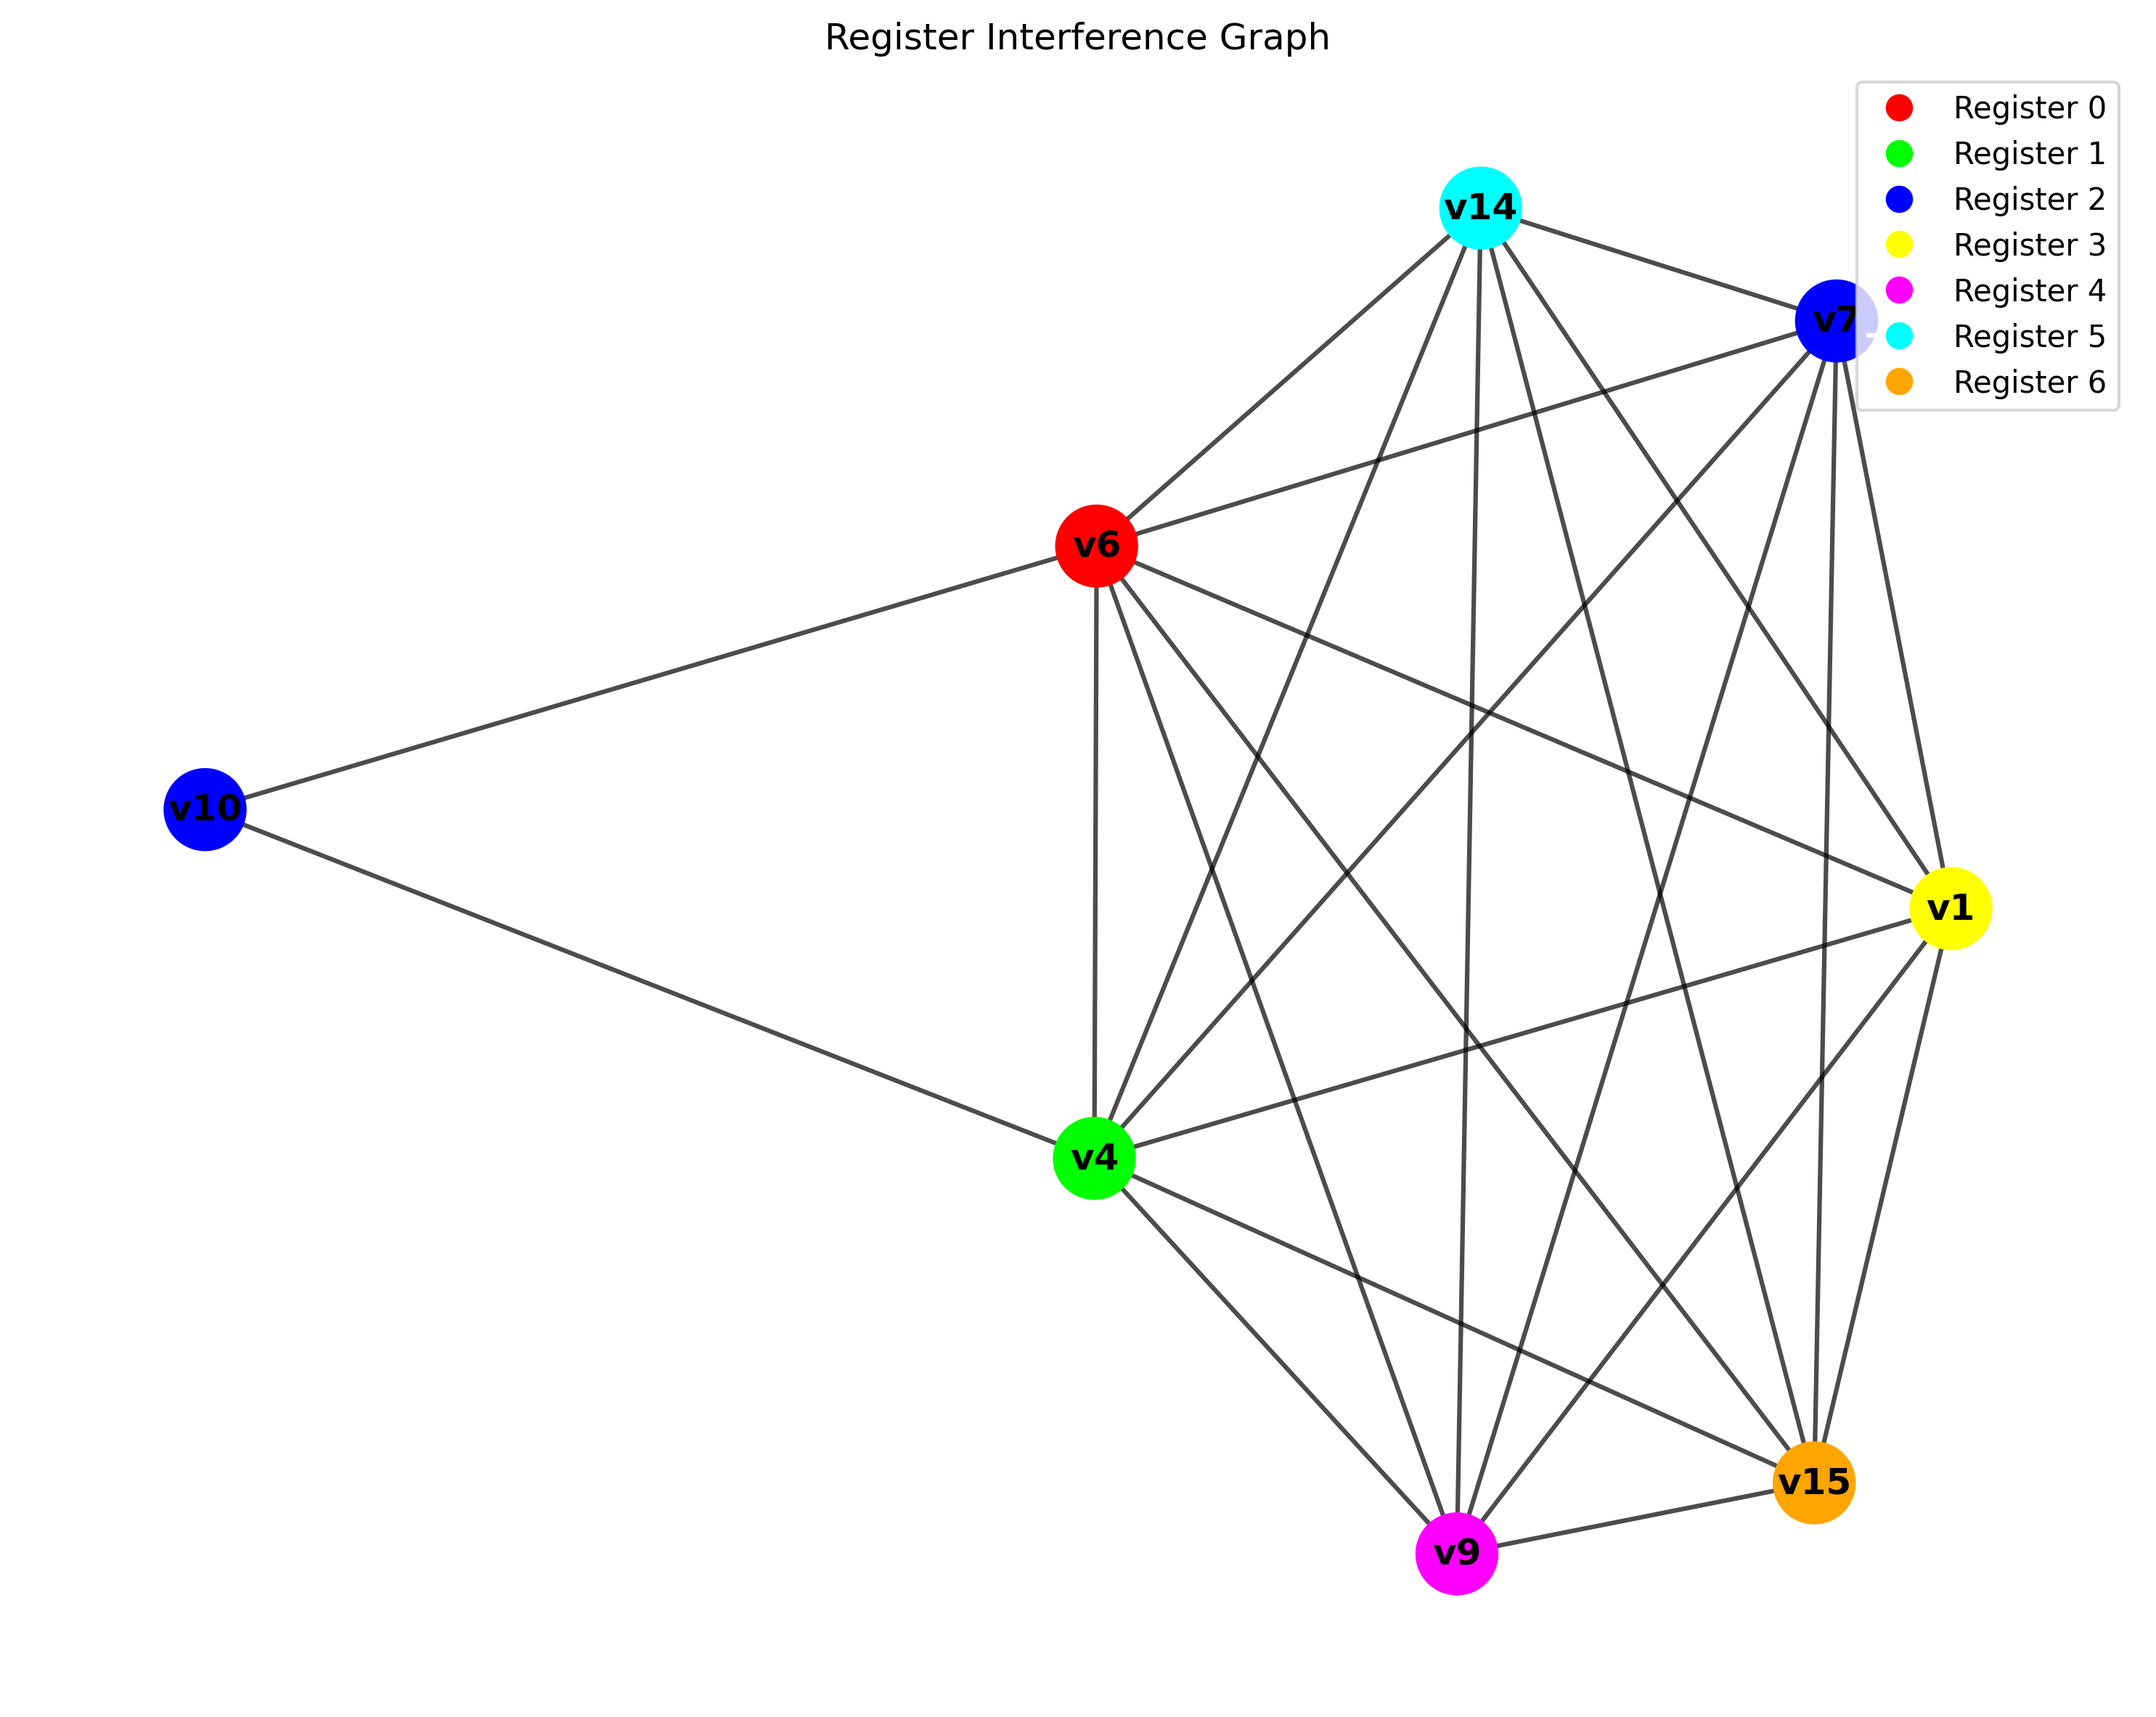 Register Interference Graph
Register 0
Register 1
Register 2
Register 3
Register 4
Register 5
Register 6
v14
v7
v6
v10
v1
v4
v15
v9